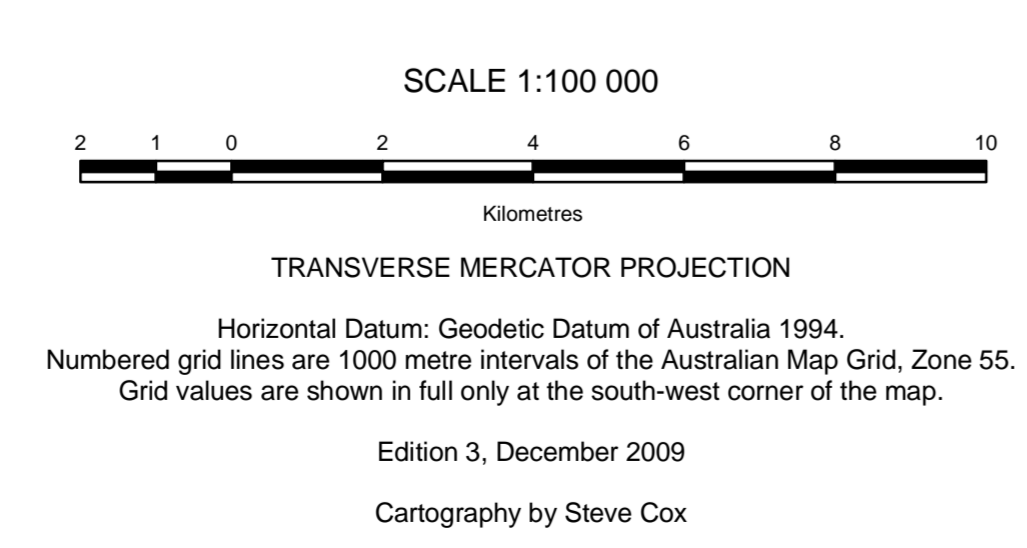 SCALE 1:100 000
2 1 0 2 4 6 8 10
Kilometres
TRANSVERSE MERCATOR PROJECTION
Horizontal Datum: Geodetic Datum of Australia 1994.
Numbered grid lines are 1000 metre intervals of the Australian Map Grid, Zone 55.
Grid values are shown in full only at the south-west corner of the map.
Edition 3, December 2009
Cartography by Steve Cox